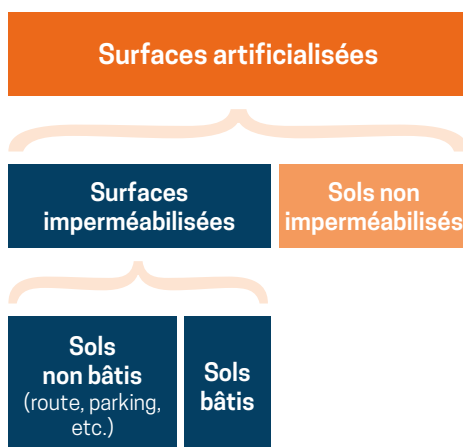 Surfaces artificialisées
Surfaces
imperméabilisées
Sols non
imperméabilisés
Sols
non bâtis
(route, parking,
etc.)
Sols
bâtis